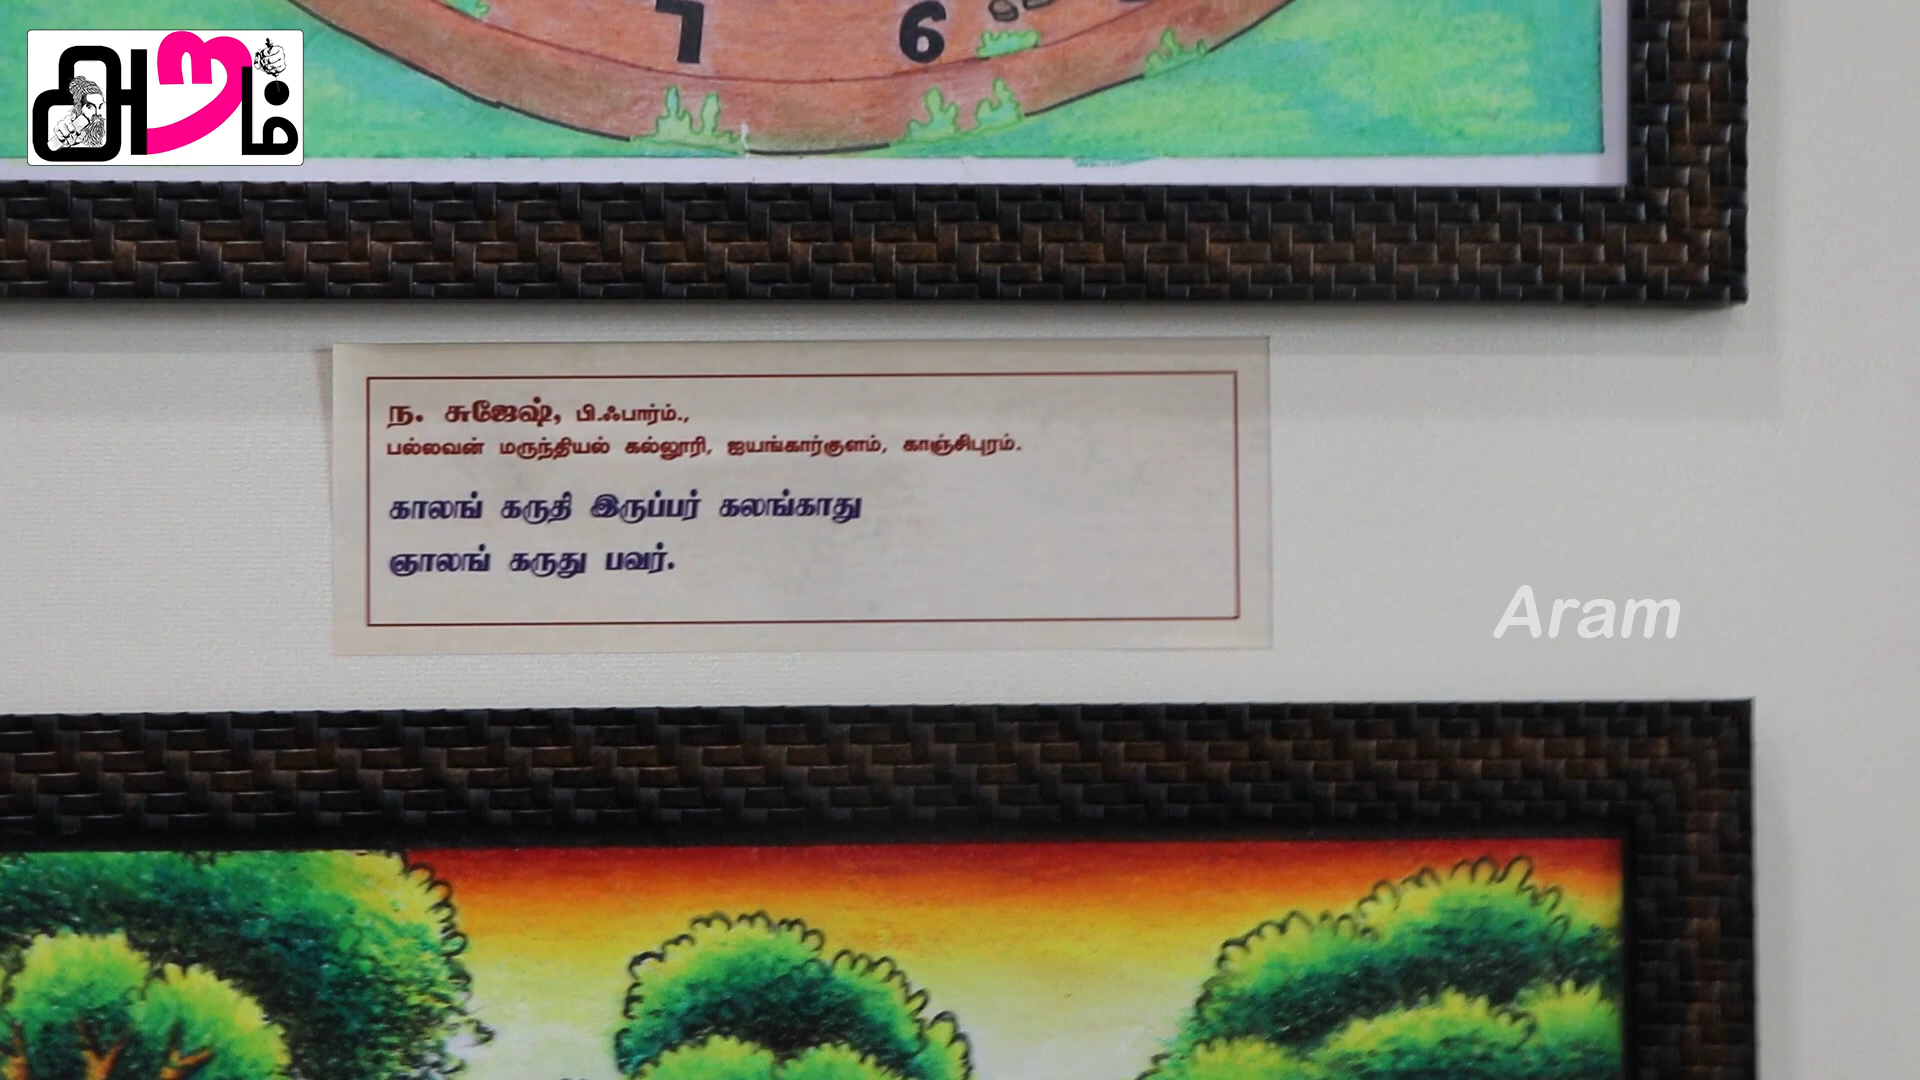 அறம்
7 6
ந. சுஜேஷ், பி.ஃபார்ம்.,
பல்லவன் மருந்தியல் கல்லூரி, ஐயங்கார்குளம், காஞ்சிபுரம்.
காலங் கருதி இருப்பர் கலங்காது
ஞாலங் கருது பவர்.
Aram